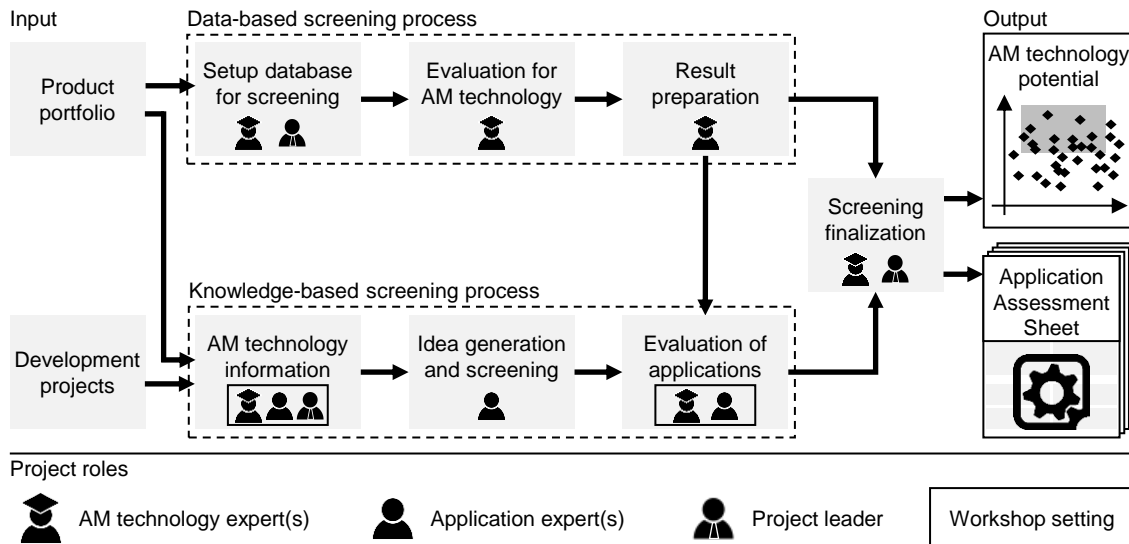 Input
Data-based screening process
Output
Product
portfolio
Setup database
for screening
Evaluation for
AM technology
Result
preparation
AM technology
potential
Screening
finalization
Knowledge-based screening process
Development
projects
AM technology
information
Idea generation
and screening
Evaluation of
applications
Application
Assessment
Sheet
Project roles
AM technology expert(s)
Application expert(s)
Project leader
Workshop setting